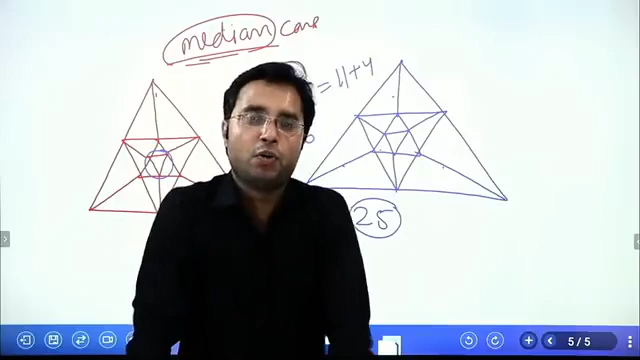 median case
= 11+4
25
5 / 5